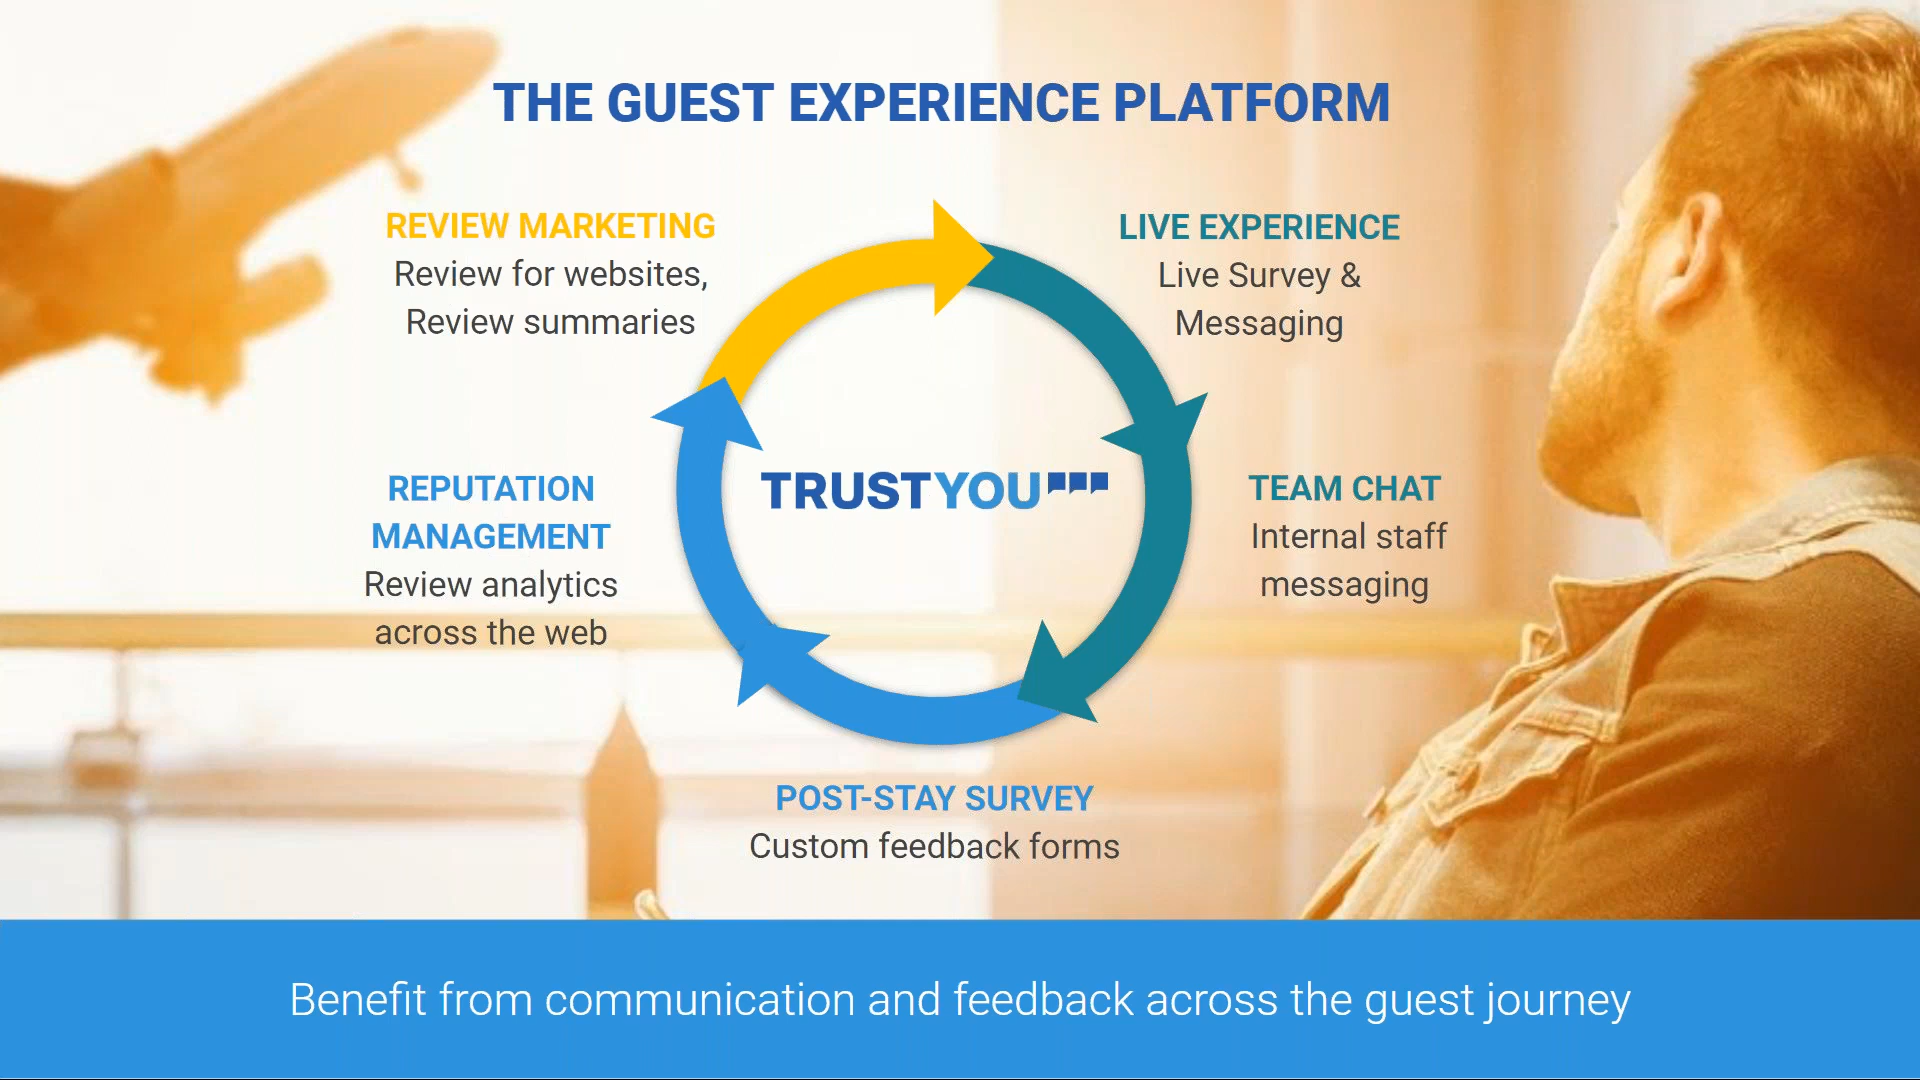 THE GUEST EXPERIENCE PLATFORM
REVIEW MARKETING
Review for websites,
Review summaries
LIVE EXPERIENCE
Live Survey &
Messaging
REPUTATION
MANAGEMENT
Review analytics
across the web
TRUSTYOU
TEAM CHAT
Internal staff
messaging
POST-STAY SURVEY
Custom feedback forms
Benefit from communication and feedback across the guest journey